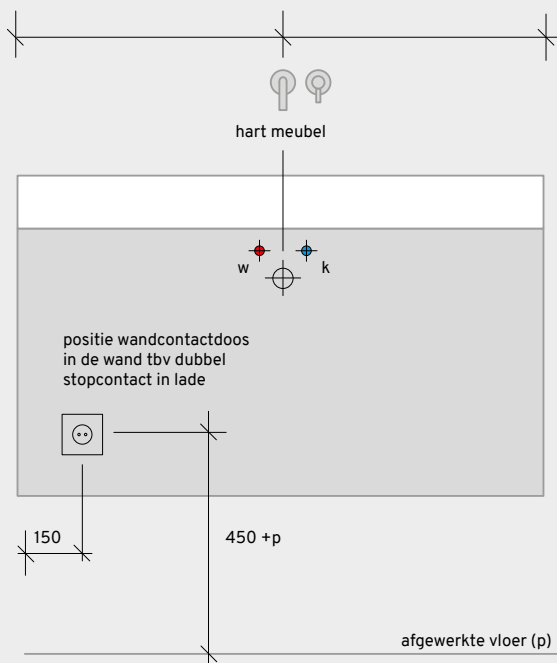 hart meubel
w
k
positie wandcontactdoos
in de wand tbv dubbel
stopcontact in lade
150
450 +p
afgewerkte vloer (p)